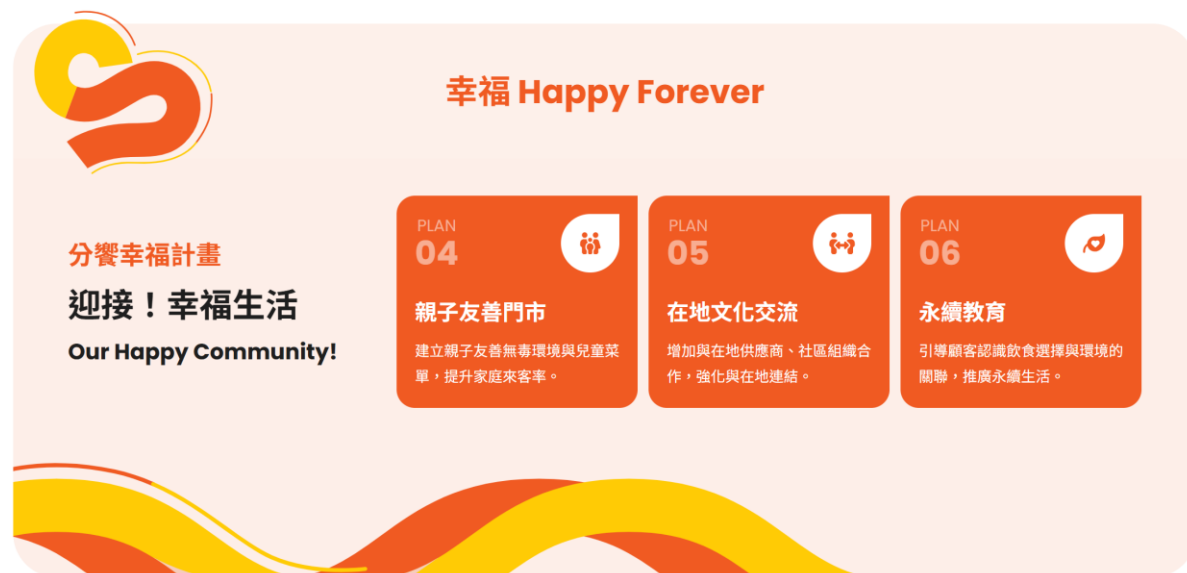 幸福 Happy Forever
分饗幸福計畫
迎接！幸福生活
Our Happy Community!
PLAN
04
親子友善門市
建立親子友善無毒環境與兒童菜
單，提升家庭來客率。
PLAN
05
在地文化交流
增加與在地供應商、社區組織合
作，強化與在地連結。
PLAN
06
永續教育
引導顧客認識飲食選擇與環境的
關聯，推廣永續生活。